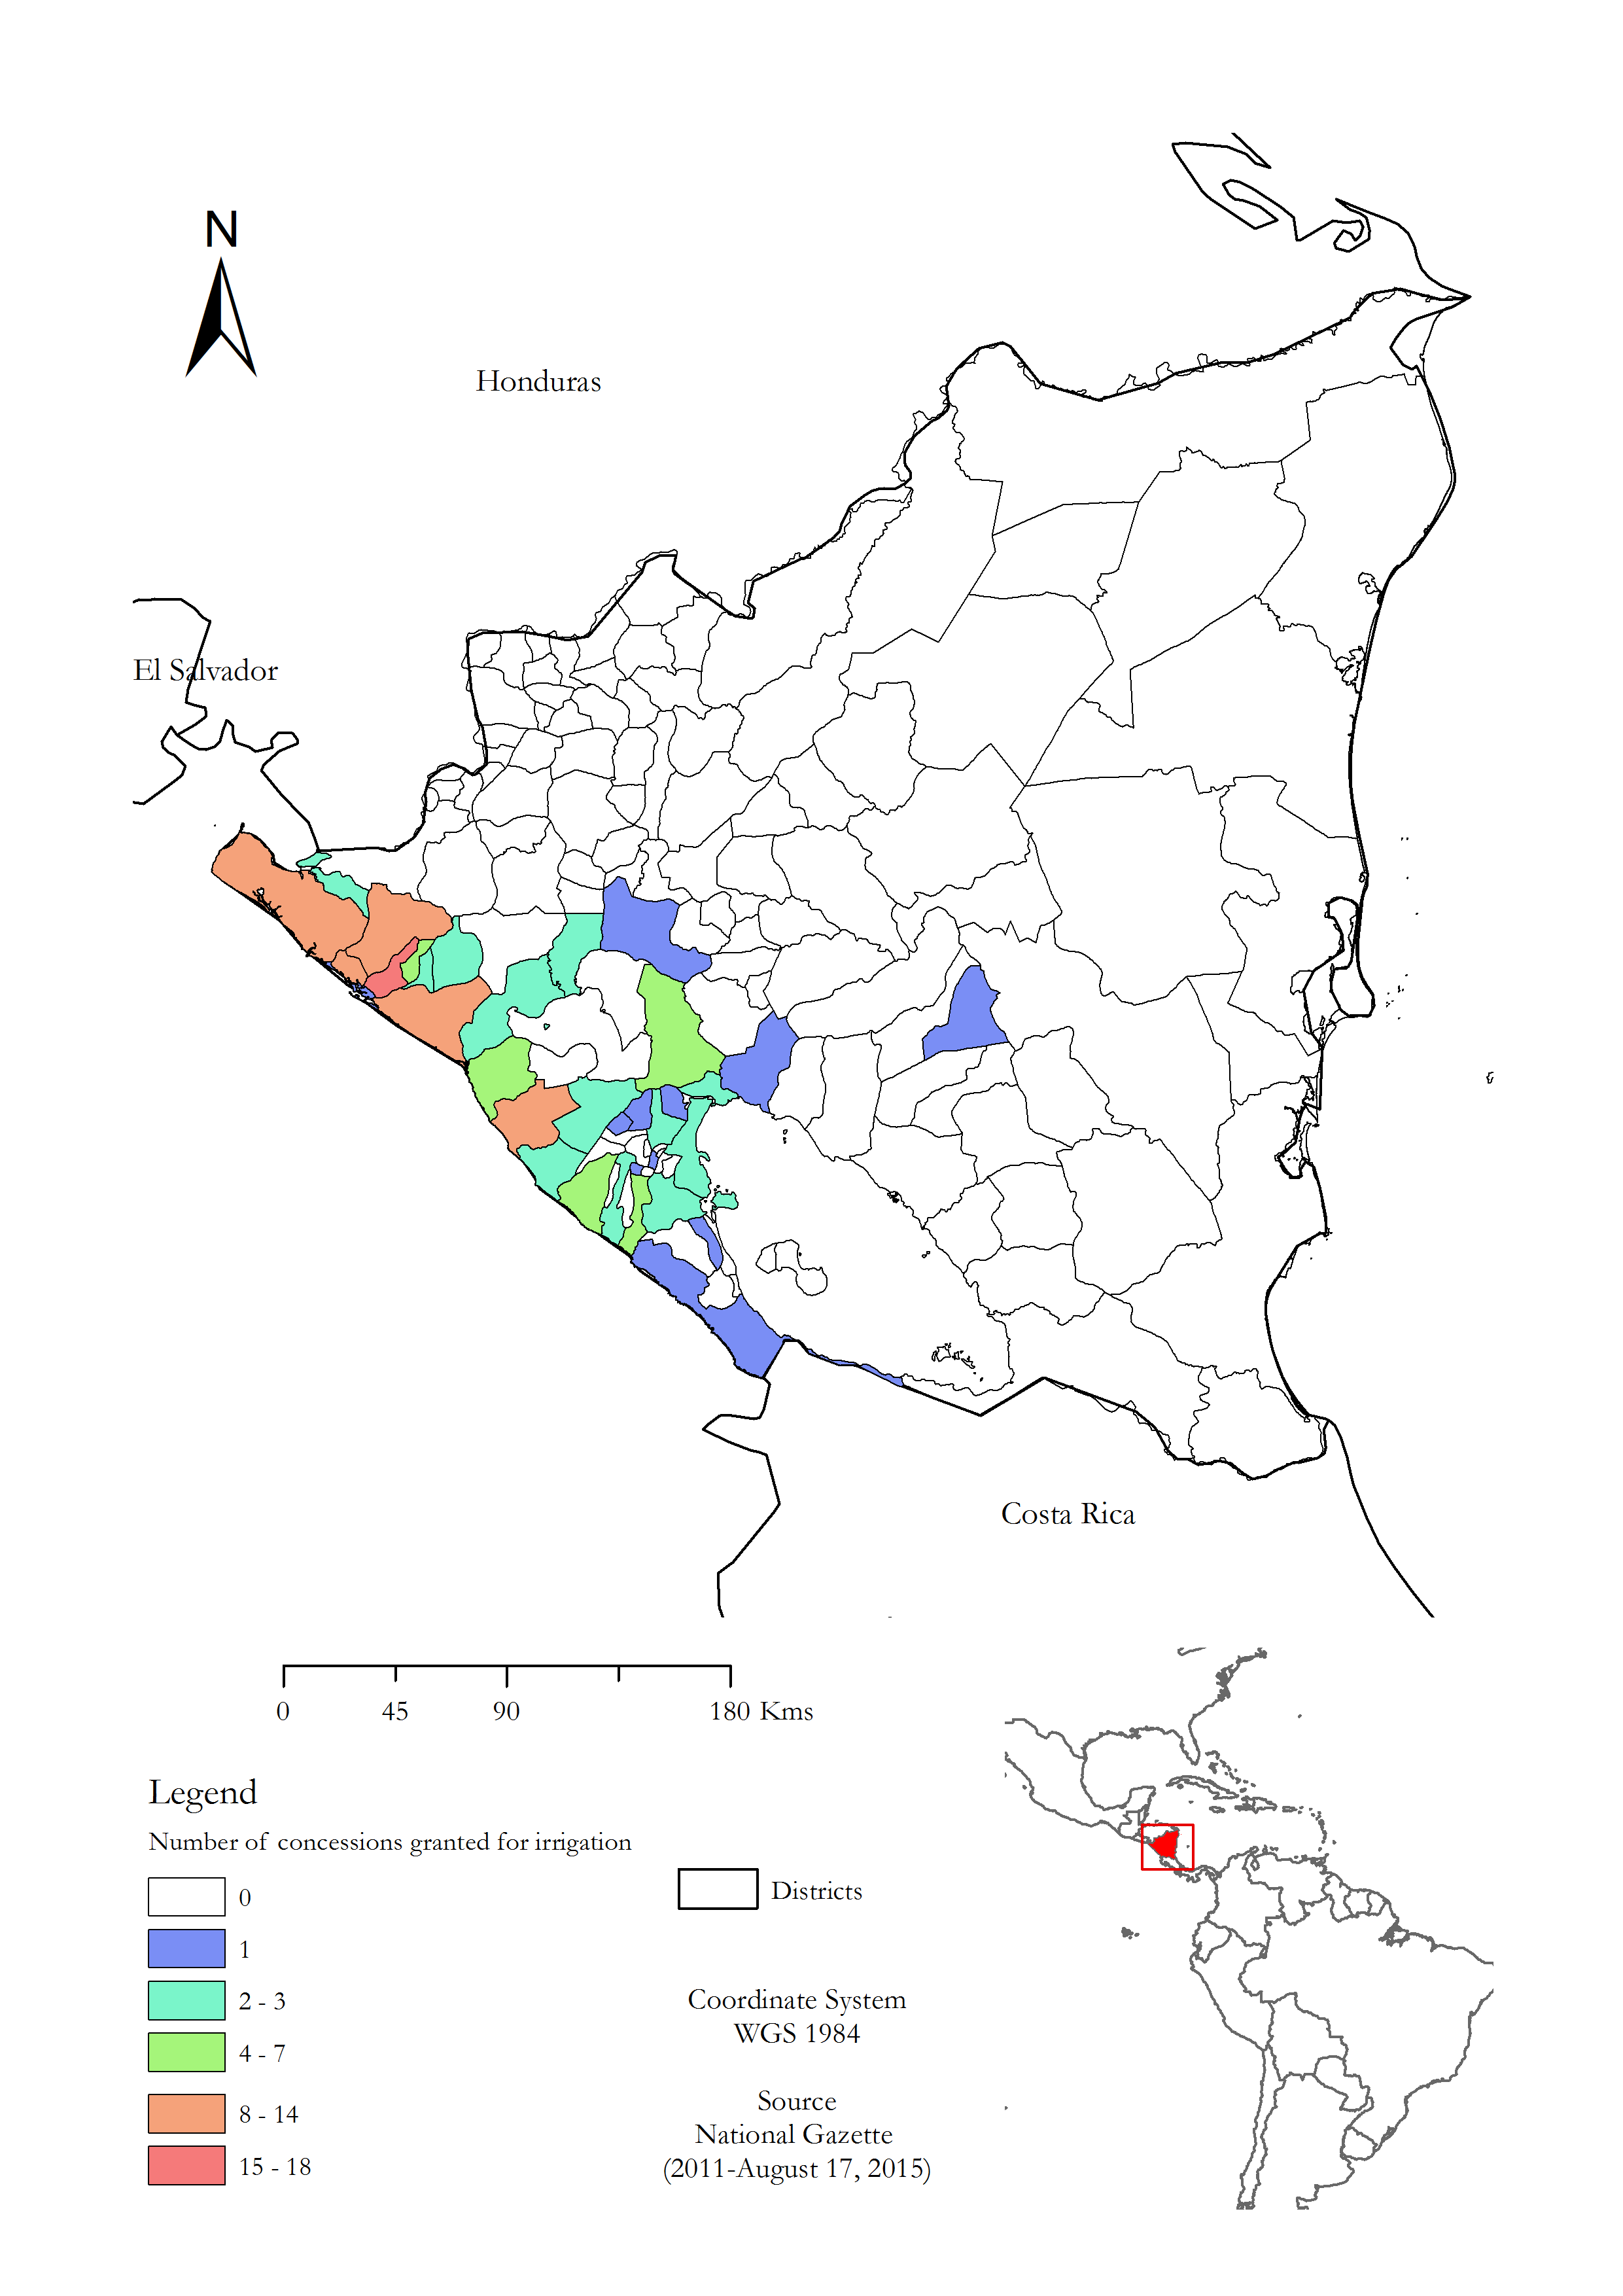 N
Honduras
El Salvador
Costa Rica
0 45 90 180 Kms
Legend
Number of concessions granted for irrigation
0
1
2 - 3
4 - 7
8 - 14
15 - 18
Districts
Coordinate System
WGS 1984
Source
National Gazette
(2011-August 17, 2015)